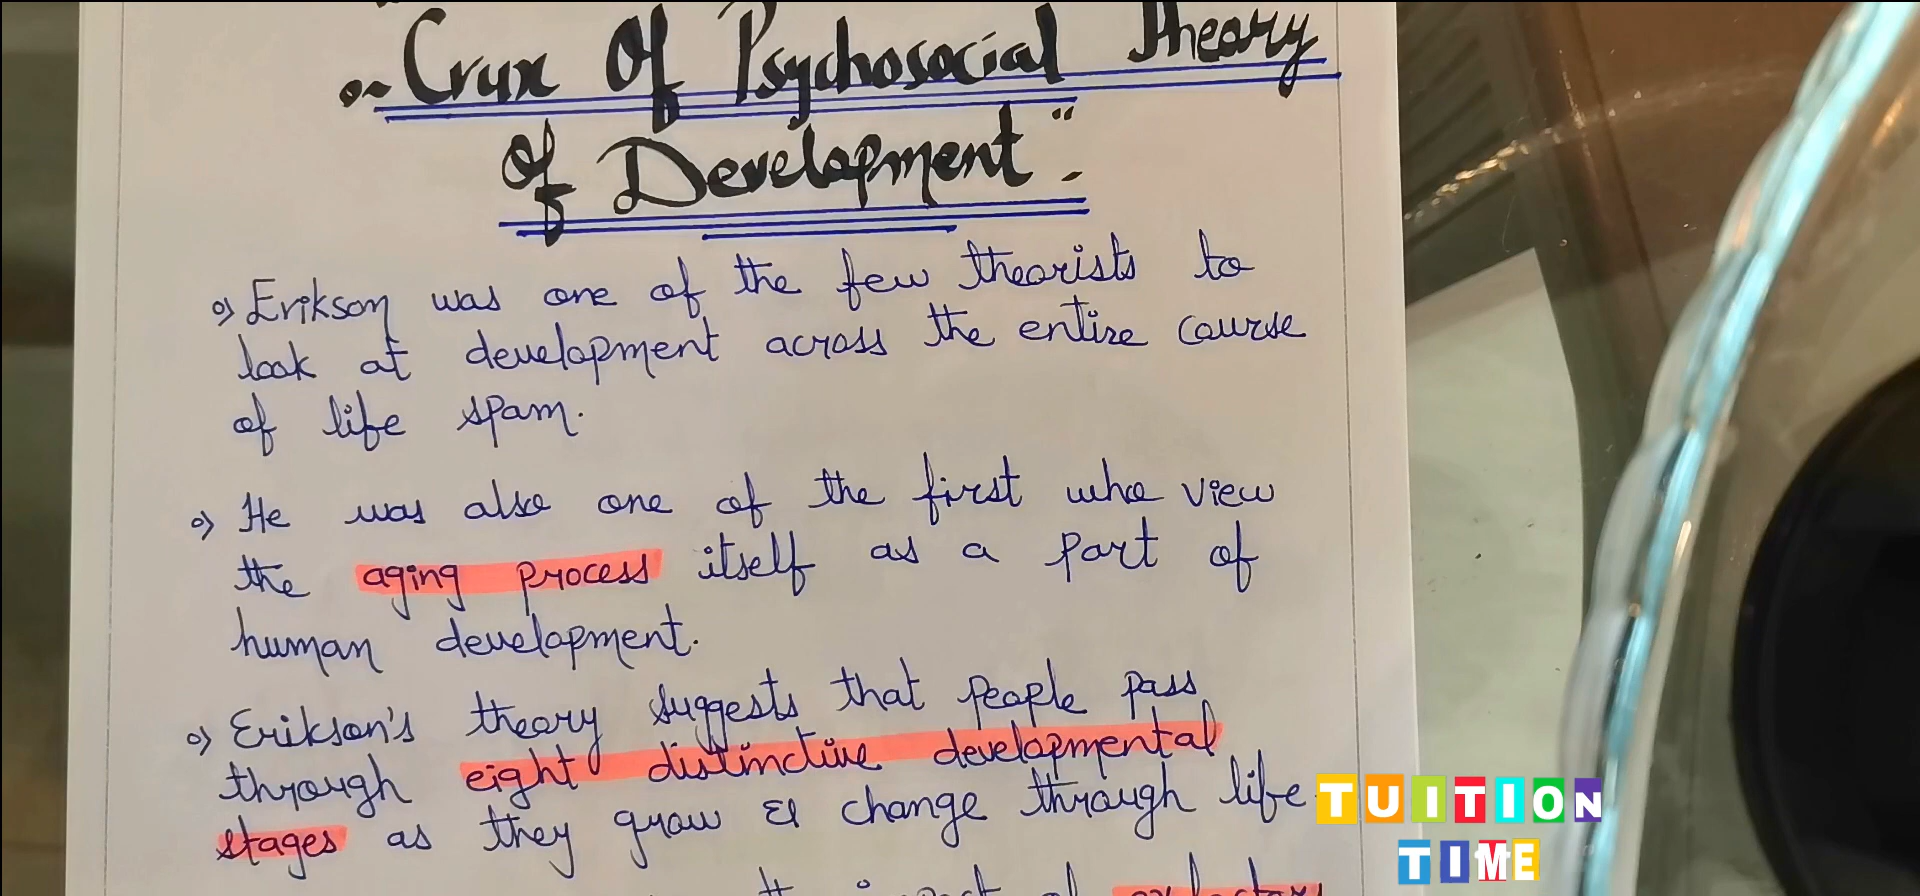 "Crux Of Psychosocial Theory
Of Development".
Erikson was one of the few theorists to
look at development across the entire course
of life spam.
He was also one of the first who view
the aging process itself as a part of
human development.
Erikson's theory suggests that people pass
through eight distinctive developmental
stages as they grow & change through life
TUITION
TIME